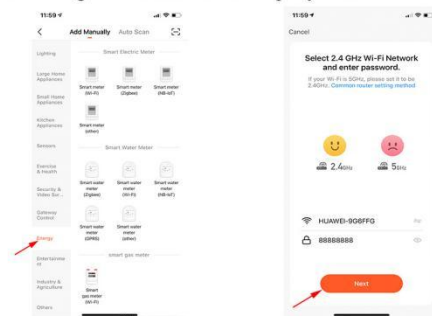 11:59
Add Manually Auto Scan
Lighting
Smart Electric Meter
Large Home
Appliances
Smart meter
(Wi-Fi)
Smart meter
(Zigbee)
Smart meter
(NB-IoT)
Small Home
Appliances
Kitchen
Appliances
Smart meter
(other)
Sensors
Smart Water Meter
Exercise
& Health
Smart water
meter
(Zigbee)
Smart water
meter
(Wi-Fi)
Smart water
meter
(NB-IoT)
Security &
Video Sur...
Gateway
Control
Smart water
meter
(GPRS)
Smart water
meter
(other)
Energy
smart gas meter
Entertainme
nt
Industry &
Agriculture
Smart
gas meter
(Wi-Fi)
Others
11:59
Cancel
Select 2.4 GHz Wi-Fi Network
and enter password.
If your Wi-Fi is 5GHz, please set it to be
2.4GHz. Common router setting method
2.4GHz
5GHz
HUAWEI-9G6FFG
88888888
Next